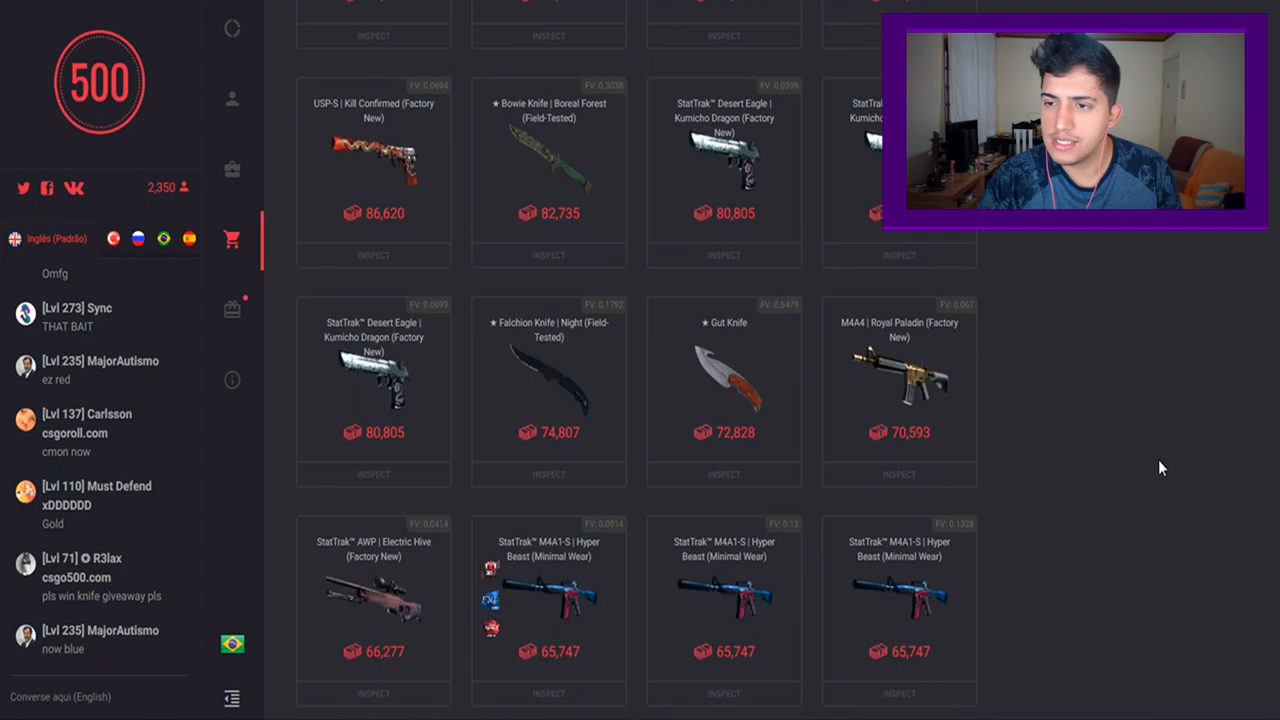 500
2,350
Inglês (Padrão)
Omfg
[Lvl 273] Sync
THAT BAIT
[Lvl 235] MajorAutismo
ez red
[Lvl 137] Carlsson
csgoroll.com
cmon now
[Lvl 110] Must Defend
xDDDDDD
Gold
[Lvl 71] ✪ R3lax
csgo500.com
pls win knife giveaway pls
[Lvl 235] MajorAutismo
now blue
Converse aqui (English)
INSPECT
INSPECT
INSPECT
INSPECT
FV: 0.0694
USP-S | Kill Confirmed (Factory
New)
86,620
INSPECT
FV: 0.3038
★ Bowie Knife | Boreal Forest
(Field-Tested)
82,735
INSPECT
FV: 0.0399
StatTrak™ Desert Eagle |
Kumicho Dragon (Factory
New)
80,805
INSPECT
INSPECT
FV: 0.0699
StatTrak™ Desert Eagle |
Kumicho Dragon (Factory
New)
80,805
INSPECT
FV: 0.1792
★ Falchion Knife | Night (Field-
Tested)
74,807
INSPECT
FV: 0.6479
★ Gut Knife
72,828
INSPECT
FV: 0.067
M4A4 | Royal Paladin (Factory
New)
70,593
INSPECT
FV: 0.0414
StatTrak™ AWP | Electric Hive
(Factory New)
66,277
INSPECT
FV: 0.0914
StatTrak™ M4A1-S | Hyper
Beast (Minimal Wear)
65,747
INSPECT
FV: 0.13
StatTrak™ M4A1-S | Hyper
Beast (Minimal Wear)
65,747
INSPECT
FV: 0.1328
StatTrak™ M4A1-S | Hyper
Beast (Minimal Wear)
65,747
INSPECT